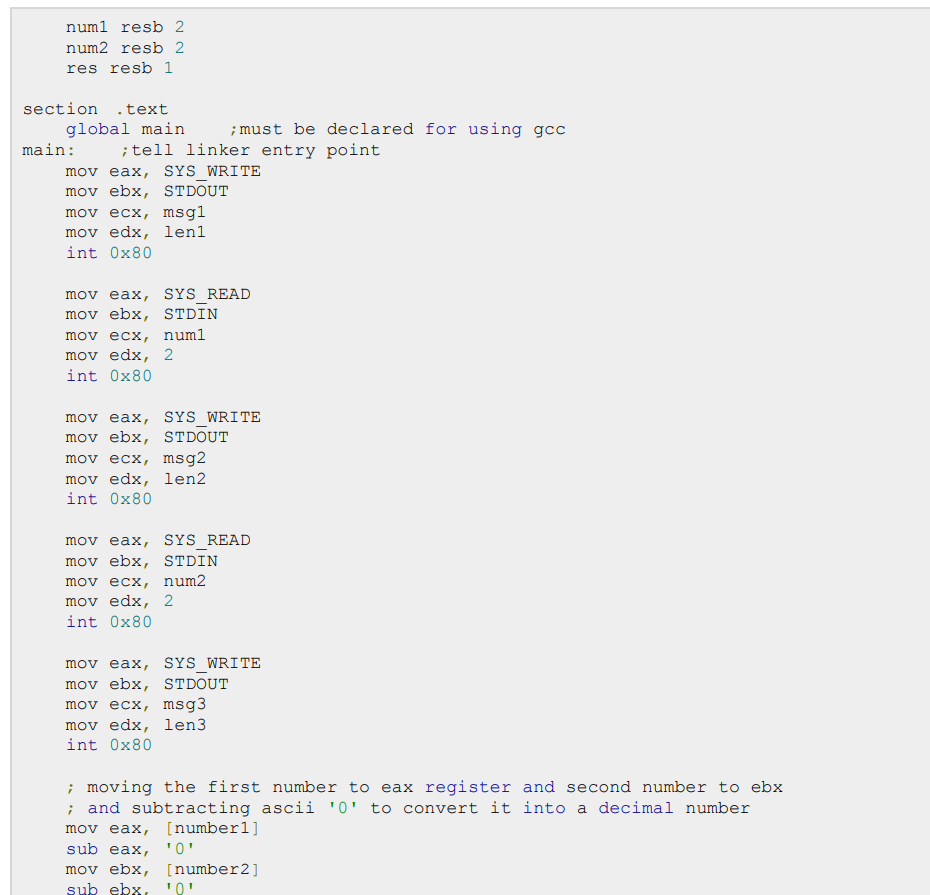 num1 resb 2
num2 resb 2
res resb 1
section .text
global main ;must be declared for using gcc
main: ;tell linker entry point
mov eax, SYS_WRITE
mov ebx, STDOUT
mov ecx, msg1
mov edx, len1
int 0x80
mov eax, SYS_READ
mov ebx, STDIN
mov ecx, num1
mov edx, 2
int 0x80
mov eax, SYS_WRITE
mov ebx, STDOUT
mov ecx, msg2
mov edx, len2
int 0x80
mov eax, SYS_READ
mov ebx, STDIN
mov ecx, num2
mov edx, 2
int 0x80
mov eax, SYS_WRITE
mov ebx, STDOUT
mov ecx, msg3
mov edx, len3
int 0x80
; moving the first number to eax register and second number to ebx
; and subtracting ascii '0' to convert it into a decimal number
mov eax, [number1]
sub eax, '0'
mov ebx, [number2]
sub ebx, '0'